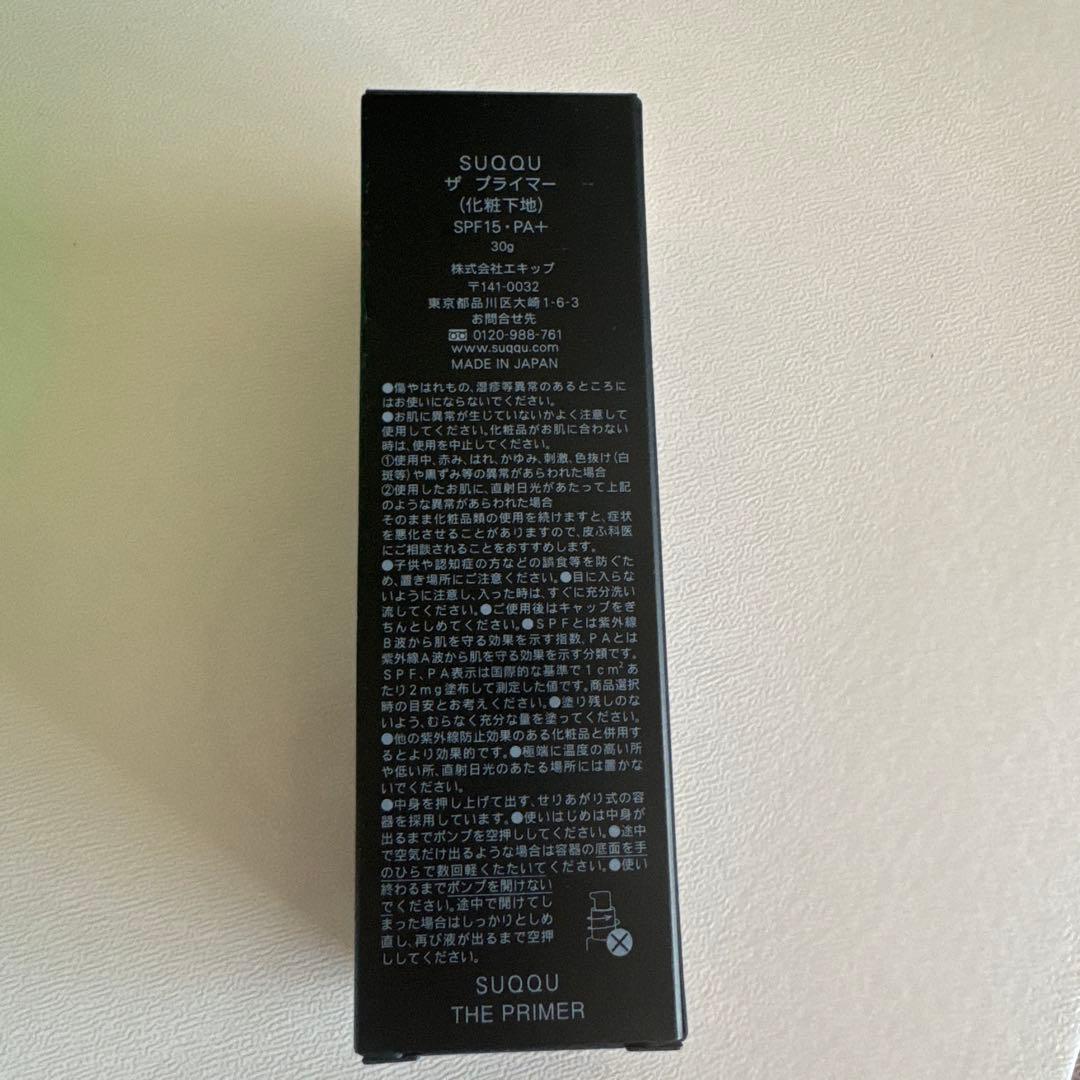 SUQQU
ザ プライマー
(化粧下地)
SPF15・PA＋
30g
株式会社エキップ
〒141-0032
東京都品川区大崎1-6-3
お問合せ先
0120-988-761
www.suqqu.com
MADE IN JAPAN
●傷やはれもの、湿疹等異常のあるところに
はお使いにならないでください。
●お肌に異常が生じていないかよく注意して
使用してください。化粧品がお肌に合わない
時は、使用を中止してください。
①使用中、赤み、はれ、かゆみ、刺激、色抜け(白
斑等)や黒ずみ等の異常があらわれた場合
②使用したお肌に、直射日光があたって上記
のような異常があらわれた場合
そのまま化粧品類の使用を続けますと、症状
を悪化させることがありますので、皮ふ科医
にご相談されることをおすすめします。
●子供や認知症の方などの誤食等を防ぐた
め、置き場所にご注意ください。●目に入らな
いように注意し、入った時は、すぐに充分洗い
流してください。●ご使用後はキャップをき
ちんとしめてください。●SPFとは紫外線
B波から肌を守る効果を示す指数、PAとは
紫外線A波から肌を守る効果を示す分類です。
SPF、PA表示は国際的な基準で1cm²あ
たり2mg塗布して測定した値です。商品選択
時の目安とお考えください。●塗り残しのな
いよう、むらなく充分な量を塗ってください。
●他の紫外線防止効果のある化粧品と併用す
るとより効果的です。●極端に温度の高い所
や低い所、直射日光のあたる場所には置かな
いでください。
●中身を押し上げて出す、せりあがり式の容
器を採用しています。●使いはじめは中身が
出るまでポンプを空押ししてください。●途中
で空気だけ出るような場合は容器の底面を手
のひらで数回軽くたたいてください。●使い
終わるまでポンプを開けない
でください。途中で開けてし
まった場合はしっかりとしめ
直し、再び液が出るまで空押
ししてください。
SUQQU
THE PRIMER